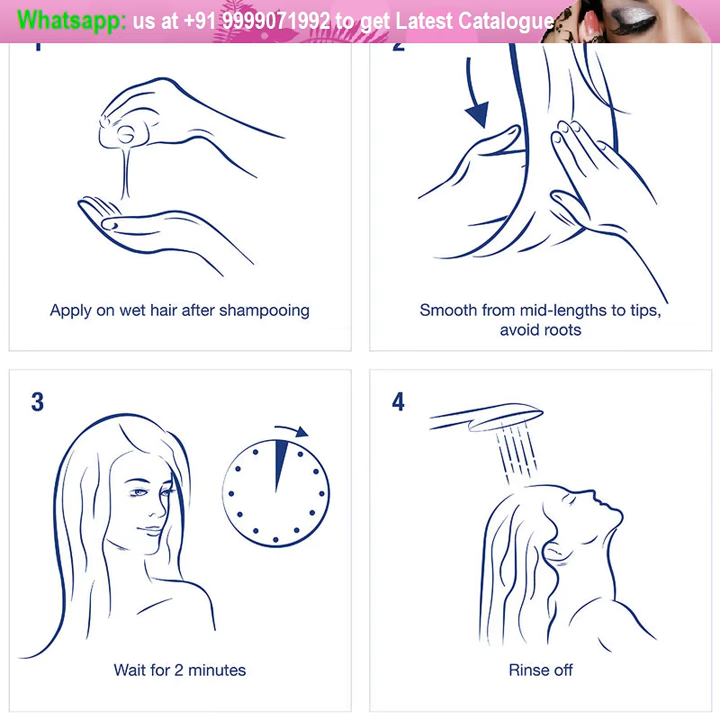 Whatsapp: us at +91 9999071992 to get Latest Catalogue
1
2
Apply on wet hair after shampooing
Smooth from mid-lengths to tips,
avoid roots
3
4
Wait for 2 minutes
Rinse off